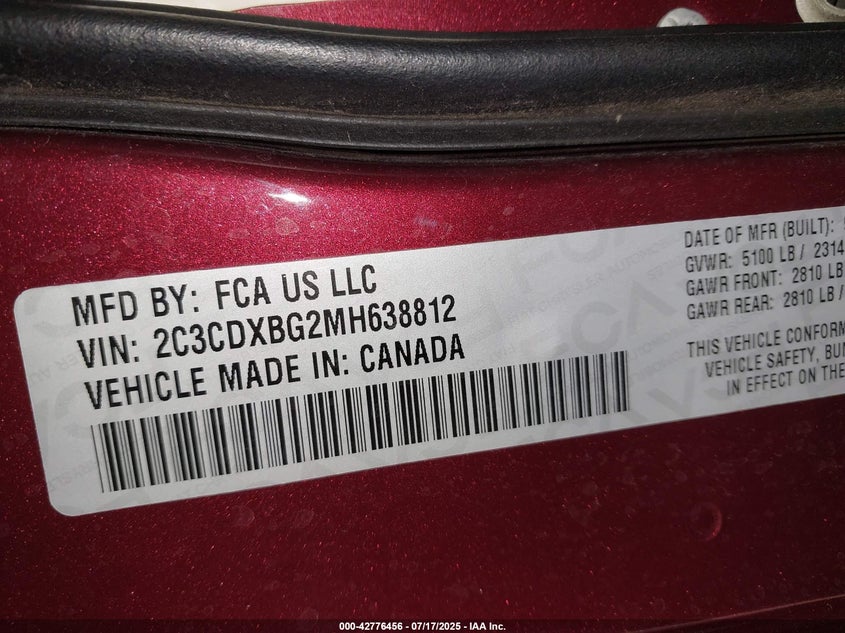 MFD BY: FCA US LLC
VIN: 2C3CDXBG2MH638812
VEHICLE MADE IN: CANADA
DATE OF MFR (BUILT):
GVWR: 5100 LB / 2314
GAWR FRONT: 2810 LB
GAWR REAR: 2810 LB /
THIS VEHICLE CONFORM
VEHICLE SAFETY, BUM
IN EFFECT ON THE
000-42776456 - 07/17/2025 - IAA Inc.